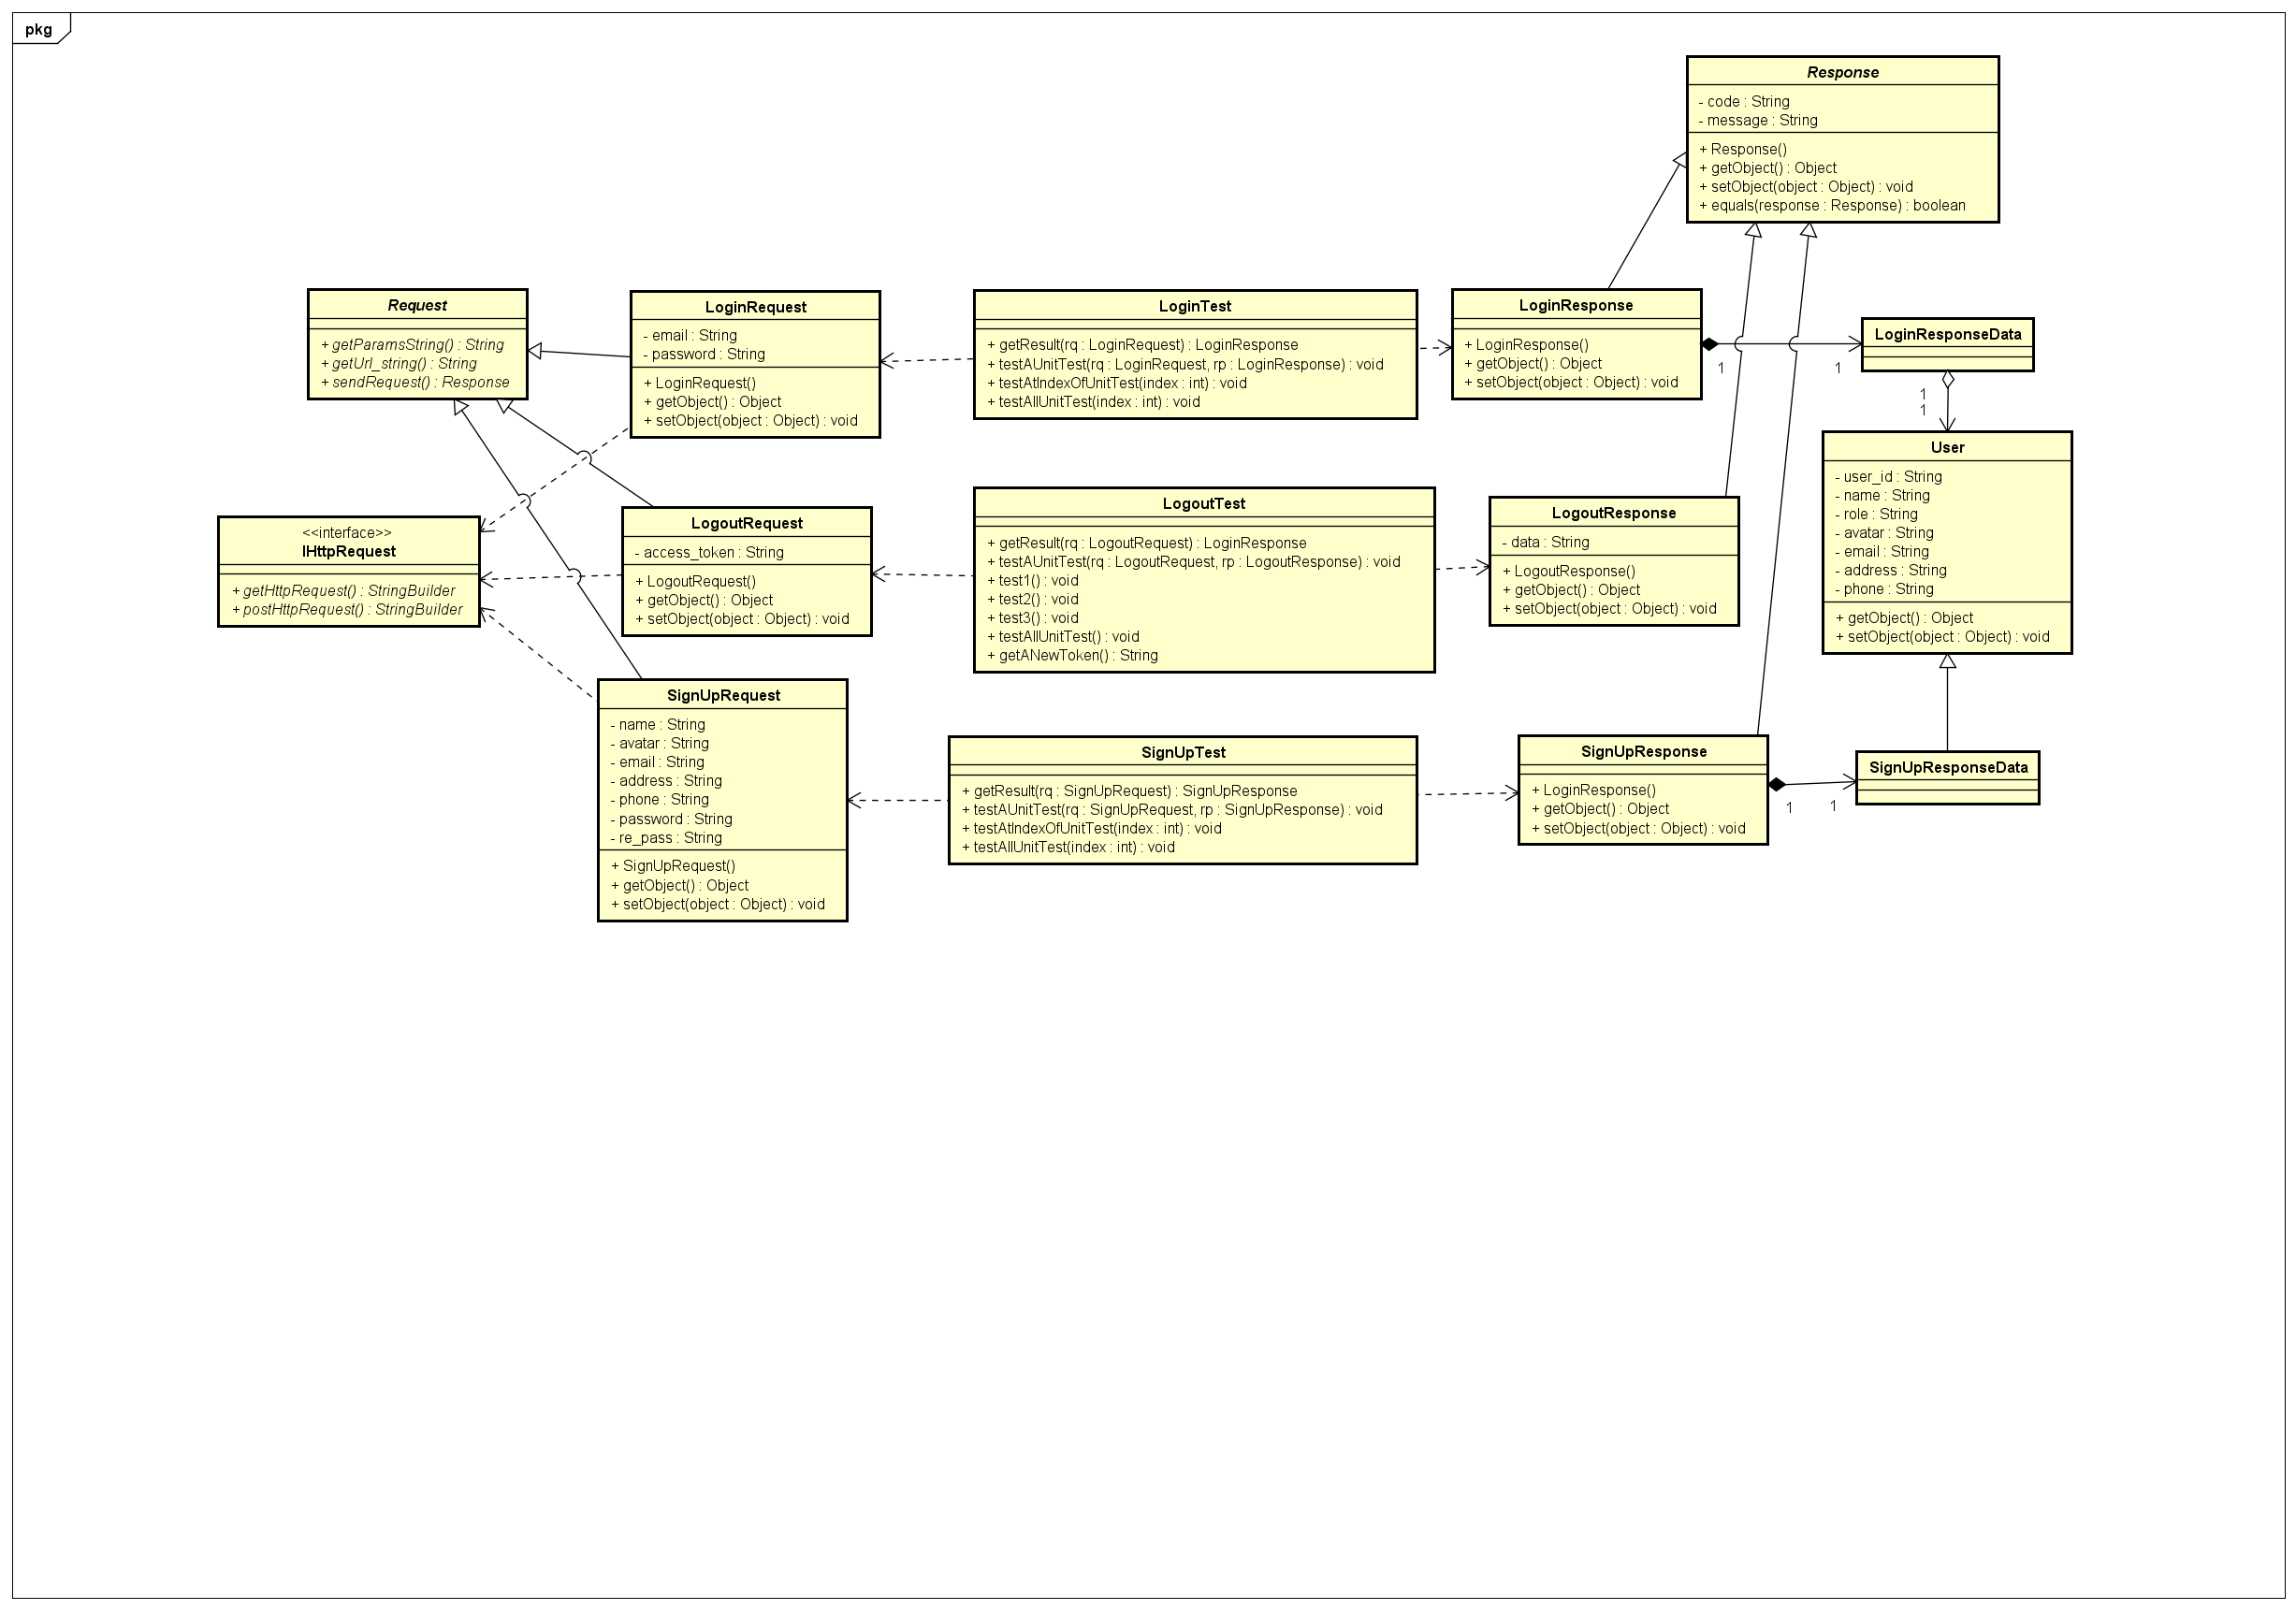 pkg
Response
- code : String
- message : String
+ Response()
+ getObject() : Object
+ setObject(object : Object) : void
+ equals(response : Response) : boolean
Request
+ getParamsString() : String
+ getUrl_string() : String
+ sendRequest() : Response
LoginRequest
- email : String
- password : String
+ LoginRequest()
+ getObject() : Object
+ setObject(object : Object) : void
LoginTest
+ getResult(rq : LoginRequest) : LoginResponse
+ testAUnitTest(rq : LoginRequest, rp : LoginResponse) : void
+ testAtIndexOfUnitTest(index : int) : void
+ testAllUnitTest(index : int) : void
LoginResponse
+ LoginResponse()
+ getObject() : Object
+ setObject(object : Object) : void
1
1
LoginResponseData
1
1
User
- user_id : String
- name : String
- role : String
- avatar : String
- email : String
- address : String
- phone : String
+ getObject() : Object
+ setObject(object : Object) : void
<<interface>>
IHttpRequest
+ getHttpRequest() : StringBuilder
+ postHttpRequest() : StringBuilder
LogoutRequest
- access_token : String
+ LogoutRequest()
+ getObject() : Object
+ setObject(object : Object) : void
LogoutTest
+ getResult(rq : LogoutRequest) : LoginResponse
+ testAUnitTest(rq : LogoutRequest, rp : LogoutResponse) : void
+ test1() : void
+ test2() : void
+ test3() : void
+ testAllUnitTest() : void
+ getANewToken() : String
LogoutResponse
- data : String
+ LogoutResponse()
+ getObject() : Object
+ setObject(object : Object) : void
SignUpRequest
- name : String
- avatar : String
- email : String
- address : String
- phone : String
- password : String
- re_pass : String
+ SignUpRequest()
+ getObject() : Object
+ setObject(object : Object) : void
SignUpTest
+ getResult(rq : SignUpRequest) : SignUpResponse
+ testAUnitTest(rq : SignUpRequest, rp : SignUpResponse) : void
+ testAtIndexOfUnitTest(index : int) : void
+ testAllUnitTest(index : int) : void
SignUpResponse
+ LoginResponse()
+ getObject() : Object
+ setObject(object : Object) : void
1
1
SignUpResponseData